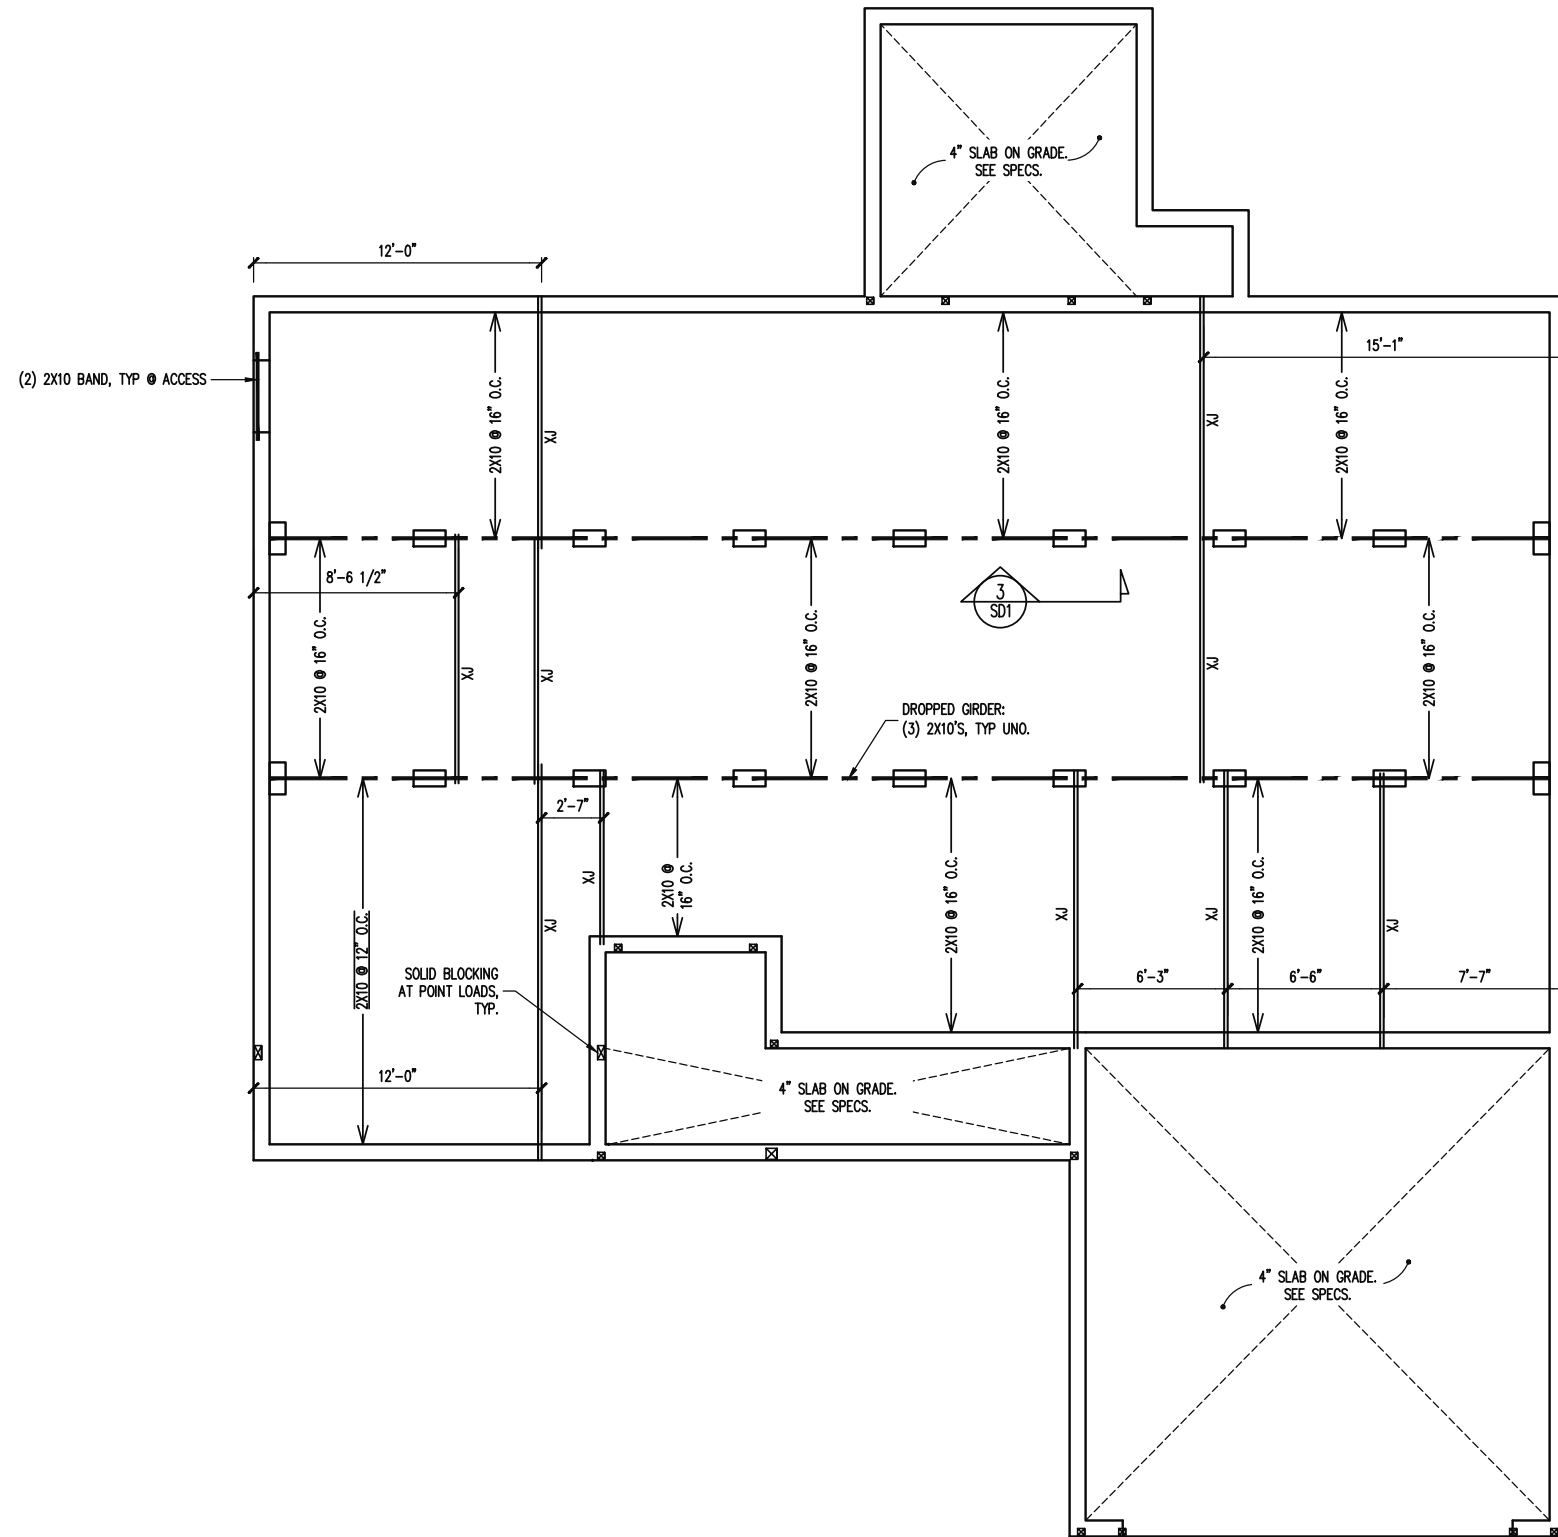 4" SLAB ON GRADE.
SEE SPECS.
12'-0"
15'-1"
(2) 2X10 BAND, TYP @ ACCESS
2X10 @ 16" O.C.
XJ
2X10 @ 16" O.C.
XJ
2X10 @ 16" O.C.
8'-6 1/2"
3
SD1
2X10 @ 16" O.C.
XJ
XJ
2X10 @ 16" O.C.
XJ
2X10 @ 16" O.C.
DROPPED GIRDER:
(3) 2X10'S, TYP UNO.
2'-7"
2X10 @ 12" O.C.
XJ
XJ
2X10 @
16" O.C.
2X10 @ 16" O.C.
XJ
XJ
2X10 @ 16" O.C.
XJ
SOLID BLOCKING
AT POINT LOADS,
TYP.
6'-3"
6'-6"
7'-7"
12'-0"
4" SLAB ON GRADE.
SEE SPECS.
4" SLAB ON GRADE.
SEE SPECS.